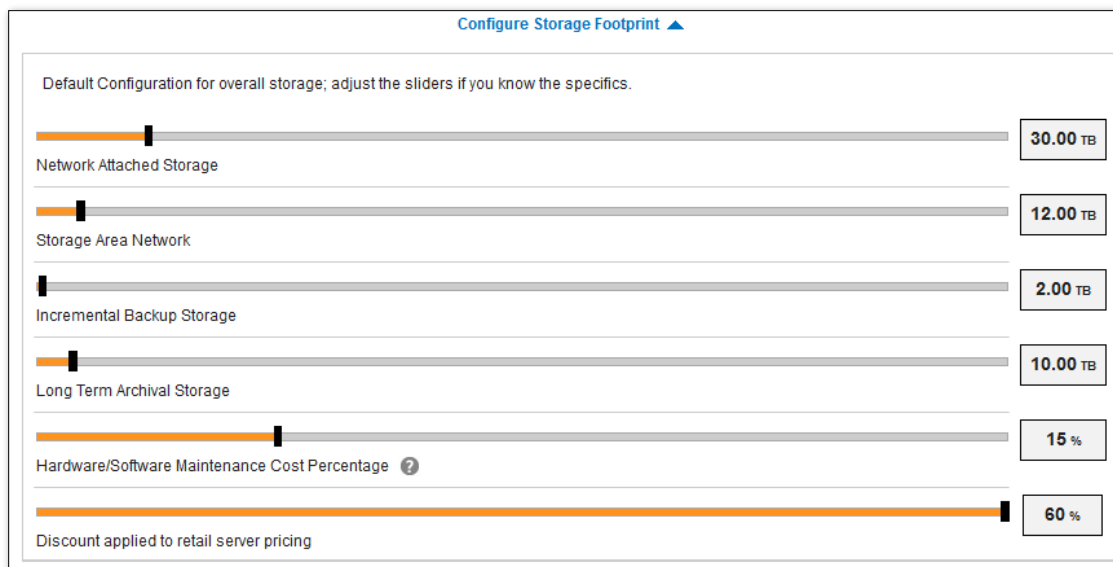 Configure Storage Footprint
Default Configuration for overall storage; adjust the sliders if you know the specifics.
30.00 TB
Network Attached Storage
12.00 TB
Storage Area Network
2.00 TB
Incremental Backup Storage
10.00 TB
Long Term Archival Storage
15 %
Hardware/Software Maintenance Cost Percentage ?
60 %
Discount applied to retail server pricing